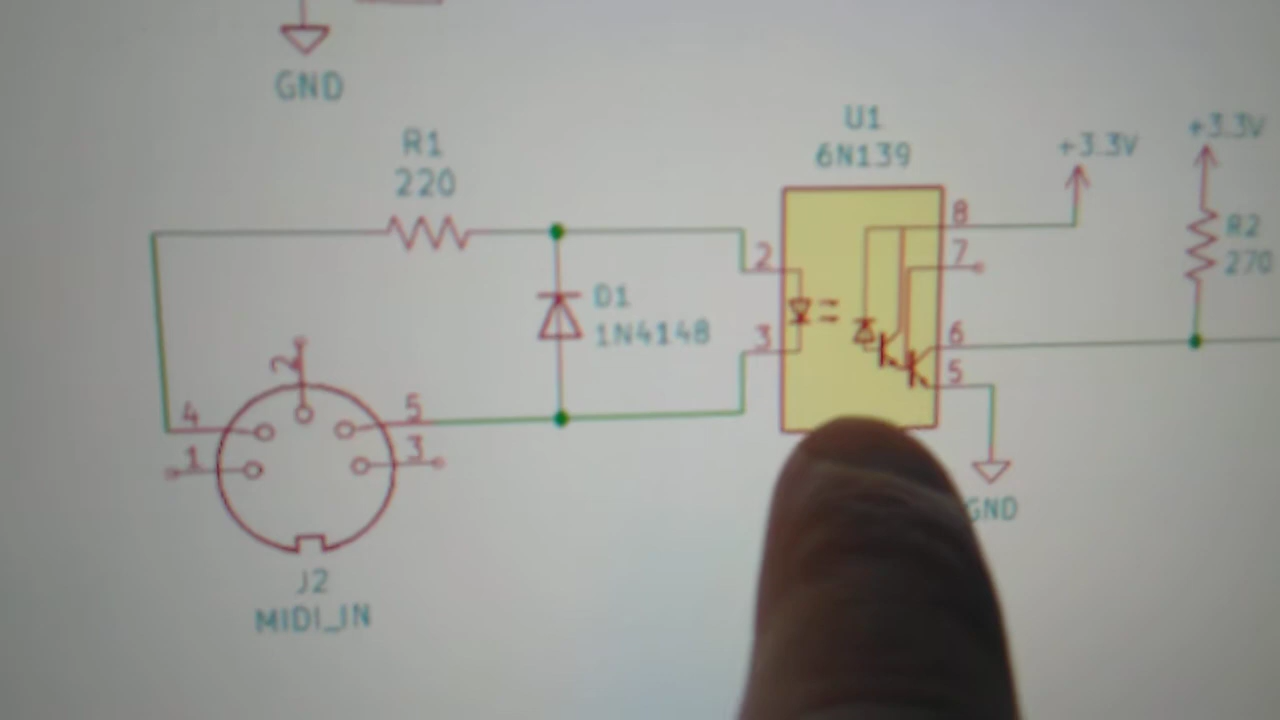 GND
U1
6N139
R1
220
+3.3V
+3.3V
8
R2
270
7
2
D1
1N4148
3
6
5
2
4
5
1
3
GND
J2
MIDI_IN